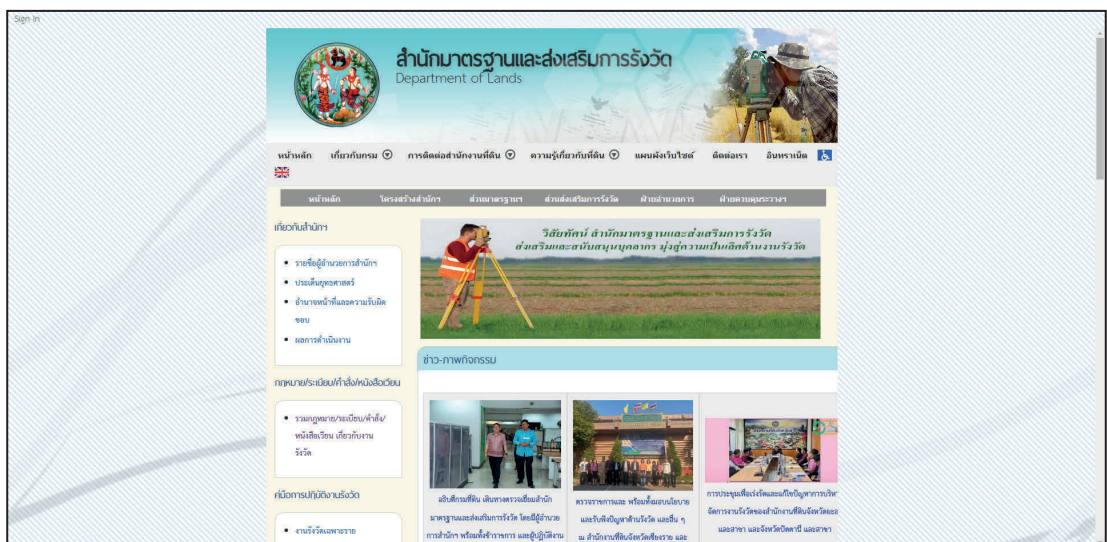 Sign In
สำนักมาตรฐานและส่งเสริมการรังวัด
Department of Lands
หน้าหลัก เกี่ยวกับกรม การติดต่อสำนักงานที่ดิน ความรู้เกี่ยวกับที่ดิน แผนผังเว็บไซต์ ติดต่อเรา อินทราเน็ต
หน้าหลัก โครงสร้างสำนักฯ ส่วนมาตรฐานฯ ส่วนส่งเสริมการรังวัด ฝ่ายอำนวยการ ฝ่ายควบคุมระวางฯ
เกี่ยวกับสำนักฯ
รายชื่อผู้อำนวยการสำนักฯ
ประเด็นยุทธศาสตร์
อำนาจหน้าที่และความรับผิด
ชอบ
ผลการดำเนินงาน
กฎหมาย/ระเบียบ/คำสั่ง/หนังสือเวียน
รวมกฎหมาย/ระเบียบ/คำสั่ง/
หนังสือเวียน เกี่ยวกับงาน
รังวัด
คู่มือการปฏิบัติงานรังวัด
งานรังวัดเฉพาะราย
วิสัยทัศน์ สำนักมาตรฐานและส่งเสริมการรังวัด
ส่งเสริมและสนับสนุนบุคลากร มุ่งสู่ความเป็นเลิศด้านงานรังวัด
ข่าว-ภาพกิจกรรม
อธิบดีกรมที่ดิน เดินทางตรวจเยี่ยมสำนัก
มาตรฐานและส่งเสริมการรังวัด โดยมีผู้อำนวย
การสำนักฯ พร้อมทั้งข้าราชการ และผู้ปฏิบัติงาน
ตรวจราชการและ พร้อมทั้งมอบนโยบาย
และรับฟังปัญหาด้านรังวัด และอื่น ๆ
ณ สำนักงานที่ดินจังหวัดเชียงราย และ
การประชุมเพื่อเร่งรัดและแก้ไขปัญหาการบริหา
จัดการงานรังวัดของสำนักงานที่ดินจังหวัดยะล
และสาขา และจังหวัดปัตตานี และสาขา